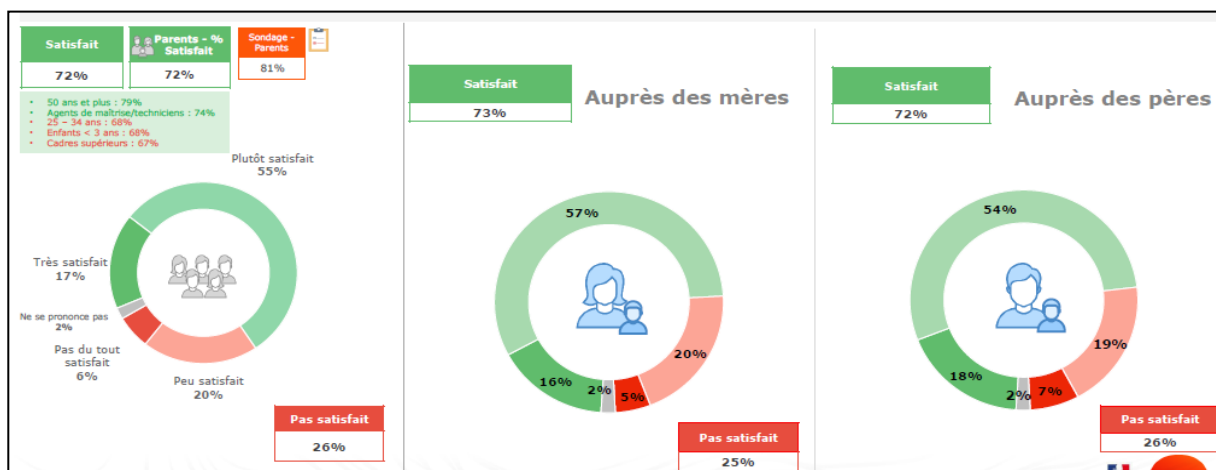 Satisfait
72%
Parents - %
Satisfait
72%
Sondage -
Parents
81%
• 50 ans et plus : 79%
• Agents de maîtrise/techniciens : 74%
• 25 – 34 ans : 68%
• Enfants < 3 ans : 68%
• Cadres supérieurs : 67%
Plutôt satisfait
55%
Très satisfait
17%
Ne se prononce pas
2%
Pas du tout
satisfait
6%
Peu satisfait
20%
Pas satisfait
26%
Satisfait
73%
Auprès des mères
57%
20%
16%
2%
5%
Pas satisfait
25%
Satisfait
72%
Auprès des pères
54%
19%
18%
2%
7%
Pas satisfait
26%